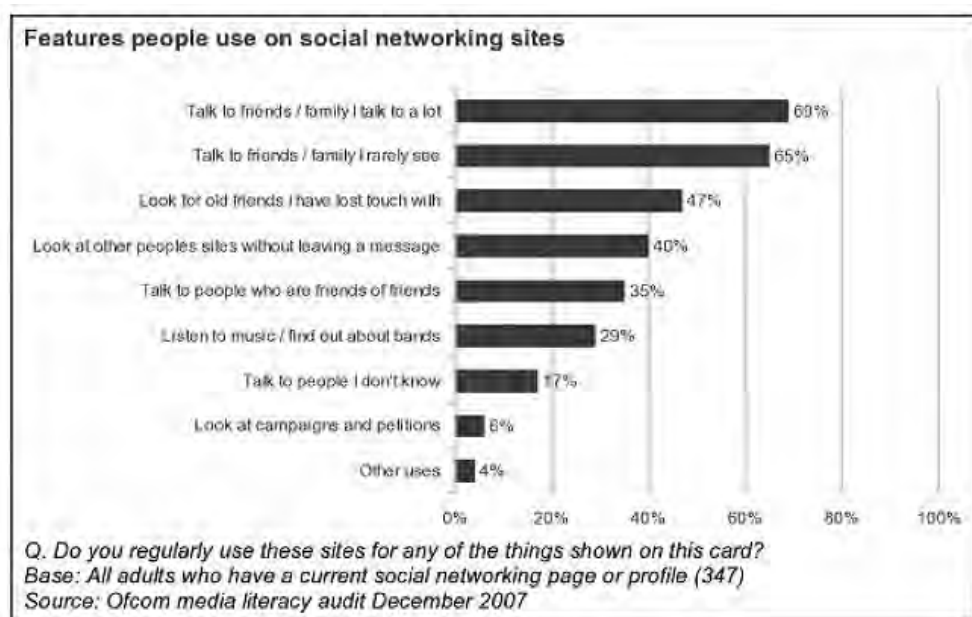 Features people use on social networking sites
Talk to friends / family I talk to a lot 69%
Talk to friends / family I rarely see 65%
Look for old friends I have lost touch with 47%
Look at other peoples sites without leaving a message 40%
Talk to people who are friends of friends 35%
Listen to music / find out about bands 29%
Talk to people I don't know 17%
Look at campaigns and petitions 6%
Other uses 4%
0% 20% 40% 60% 80% 100%
Q. Do you regularly use these sites for any of the things shown on this card?
Base: All adults who have a current social networking page or profile (347)
Source: Ofcom media literacy audit December 2007